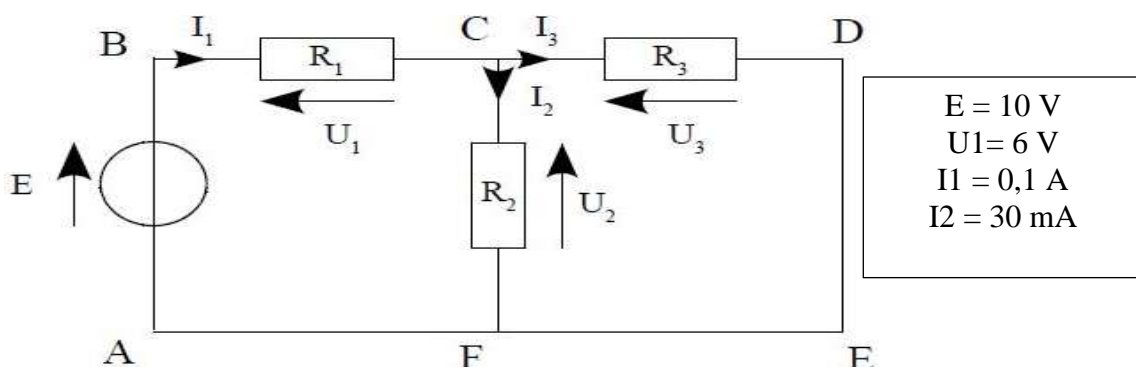 B I₁ R₁ C I₃ R₃ D
U₁ I₂ U₃
E R₂ U₂
A F E
E = 10 V
U1= 6 V
I1 = 0,1 A
I2 = 30 mA